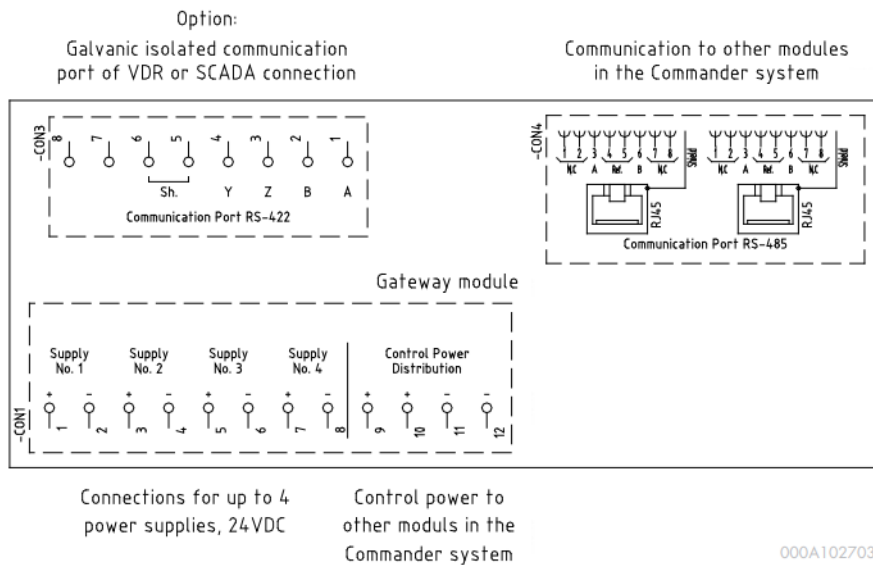 Option:
Galvanic isolated communication
port of VDR or SCADA connection
Communication to other modules
in the Commander system
-CON3
8 7 6 5 4 3 2 1
Sh. Y Z B A
Communication Port RS-422
-CON4
1 2 3 4 5 6 7 8 Shield 1 2 3 4 5 6 7 8 Shield
N.C A Ref. B N.C N.C A Ref. B N.C
RJ45 RJ45
Communication Port RS-485
Gateway module
-CON1
Supply Supply Supply Supply Control Power
No. 1 No. 2 No. 3 No. 4 Distribution
+ - + - + - + - + + - -
1 2 3 4 5 6 7 8 9 10 11 12
Connections for up to 4
power supplies, 24VDC
Control power to
other moduls in the
Commander system
000A102703